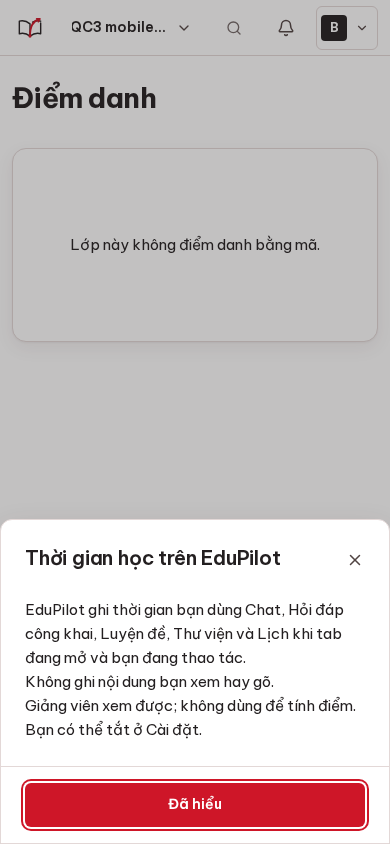 QC3 mobile...
B
Điểm danh
Lớp này không điểm danh bằng mã.
Thời gian học trên EduPilot
EduPilot ghi thời gian bạn dùng Chat, Hỏi đáp
công khai, Luyện đề, Thư viện và Lịch khi tab
đang mở và bạn đang thao tác.
Không ghi nội dung bạn xem hay gõ.
Giảng viên xem được; không dùng để tính điểm.
Bạn có thể tắt ở Cài đặt.
Đã hiểu